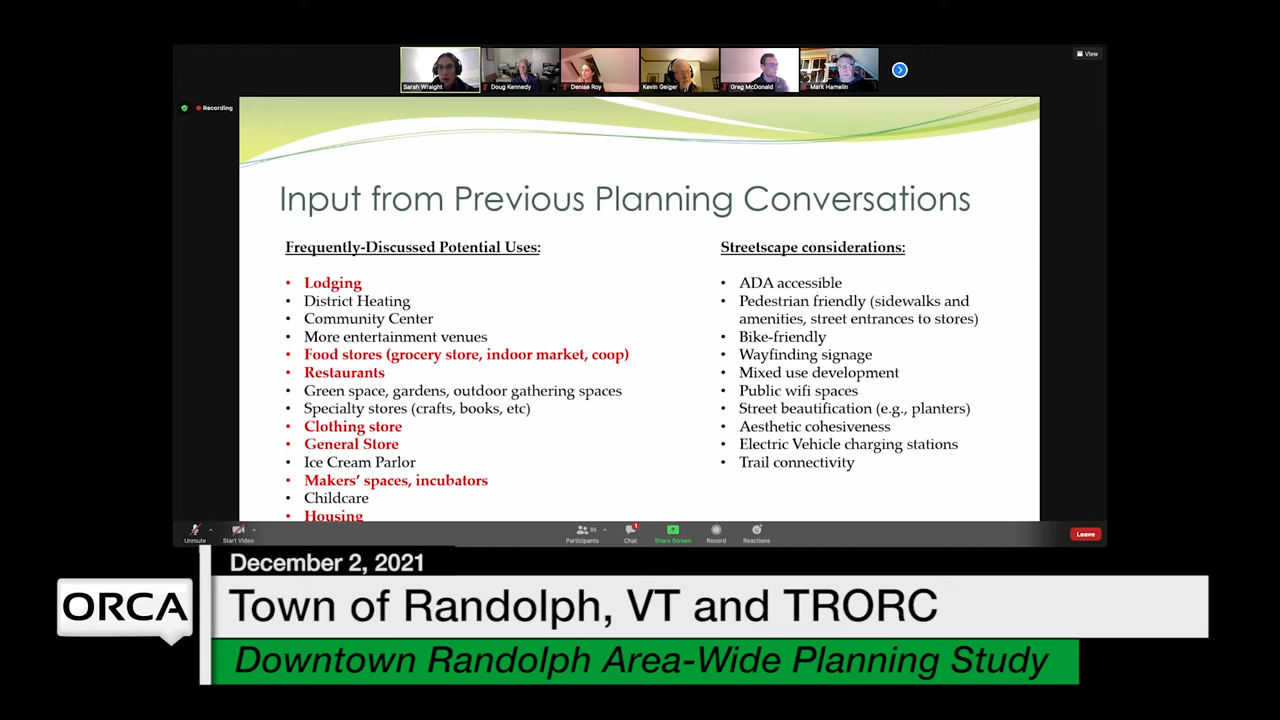 View
Sarah Wraight
Doug Kennedy
Denise Roy
Kevin Geiger
Greg McDonald
Mark Hamelin
Recording
Input from Previous Planning Conversations
Frequently-Discussed Potential Uses:
• Lodging
• District Heating
• Community Center
• More entertainment venues
• Food stores (grocery store, indoor market, coop)
• Restaurants
• Green space, gardens, outdoor gathering spaces
• Specialty stores (crafts, books, etc)
• Clothing store
• General Store
• Ice Cream Parlor
• Makers' spaces, incubators
• Childcare
• Housing
Streetscape considerations:
• ADA accessible
• Pedestrian friendly (sidewalks and
amenities, street entrances to stores)
• Bike-friendly
• Wayfinding signage
• Mixed use development
• Public wifi spaces
• Street beautification (e.g., planters)
• Aesthetic cohesiveness
• Electric Vehicle charging stations
• Trail connectivity
Unmute
Start Video
35
Participants
1
Chat
Share Screen
Record
Reactions
Leave
December 2, 2021
ORCA
Town of Randolph, VT and TRORC
Downtown Randolph Area-Wide Planning Study